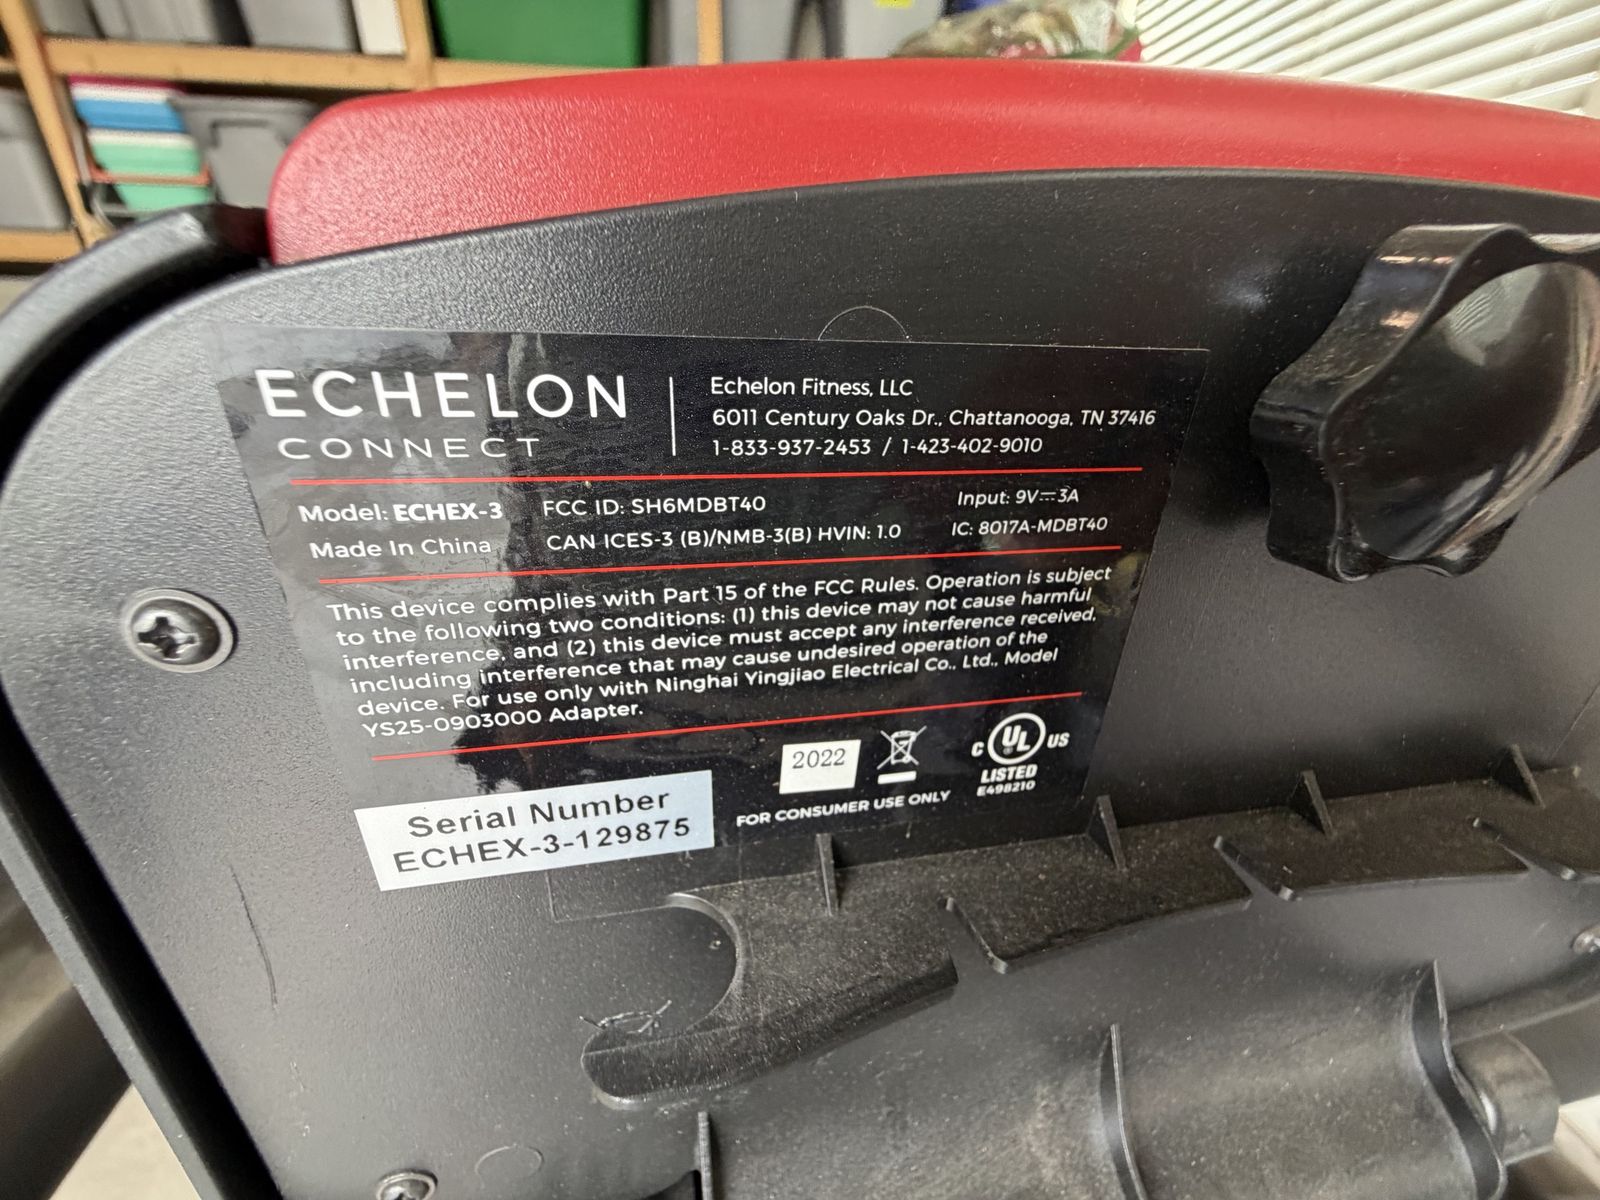 ECHELON
CONNECT
Echelon Fitness, LLC
6011 Century Oaks Dr., Chattanooga, TN 37416
1-833-937-2453 / 1-423-402-9010
Model: ECHEX-3
Made In China
FCC ID: SH6MDBT40
CAN ICES-3 (B)/NMB-3(B) HVIN: 1.0
Input: 9V⎓3A
IC: 8017A-MDBT40
This device complies with Part 15 of the FCC Rules. Operation is subject
to the following two conditions: (1) this device may not cause harmful
interference, and (2) this device must accept any interference received,
including interference that may cause undesired operation of the
device. For use only with Ninghai Yingjiao Electrical Co., Ltd., Model
YS25-0903000 Adapter.
2022
FOR CONSUMER USE ONLY
C UL US
LISTED
E498210
Serial Number
ECHEX-3-129875